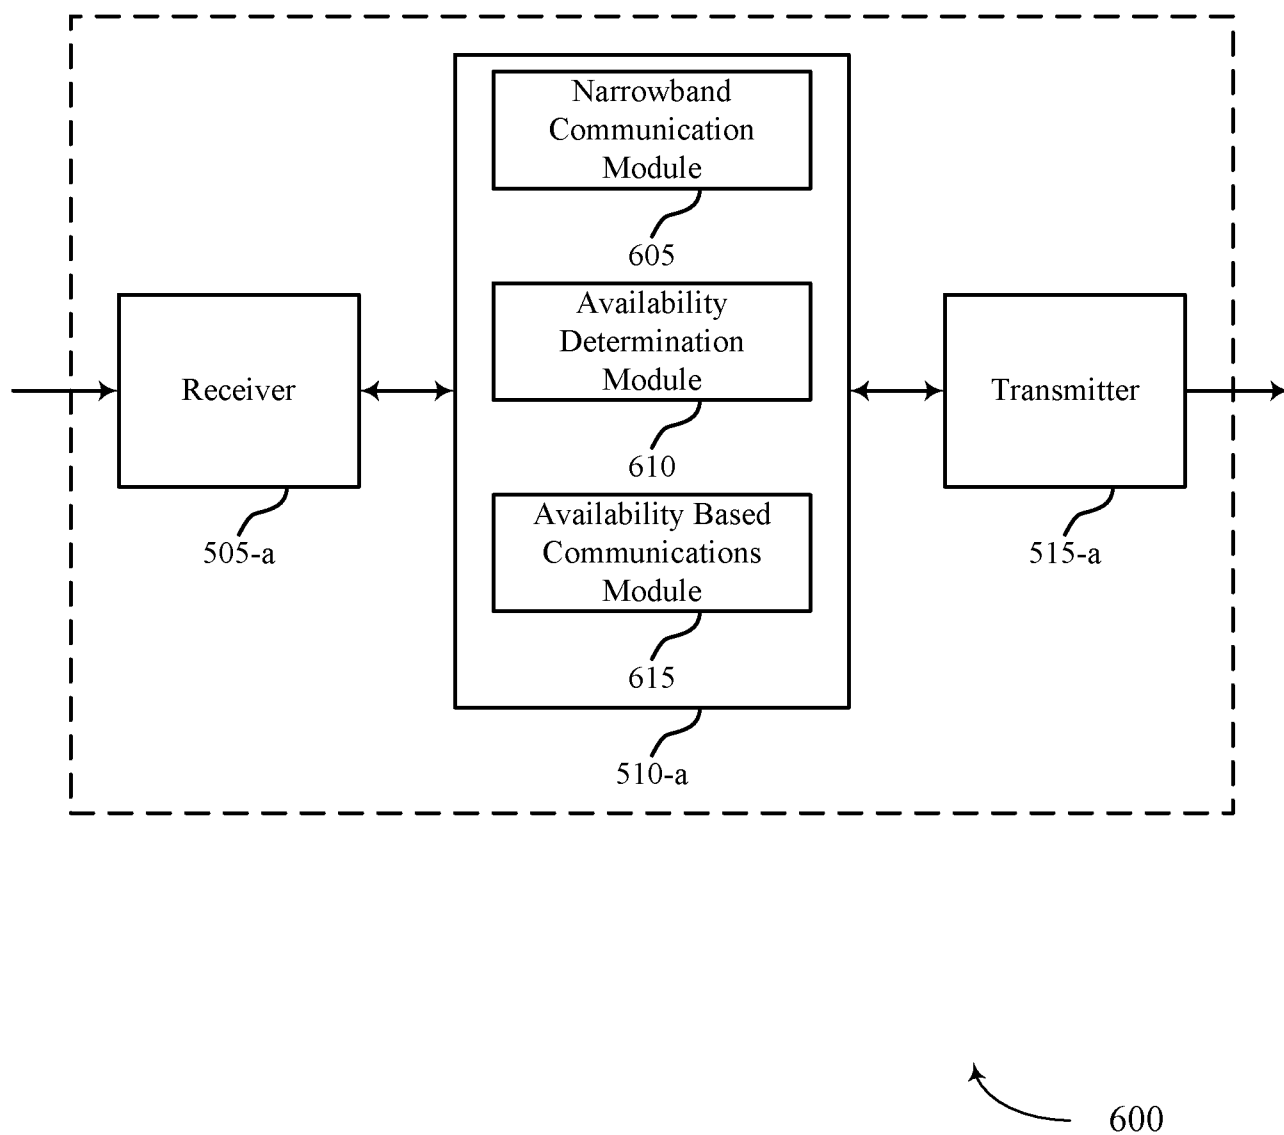 Narrowband
Communication
Module
605
Availability
Determination
Module
610
Availability Based
Communications
Module
615
510-a
Receiver
505-a
Transmitter
515-a
600